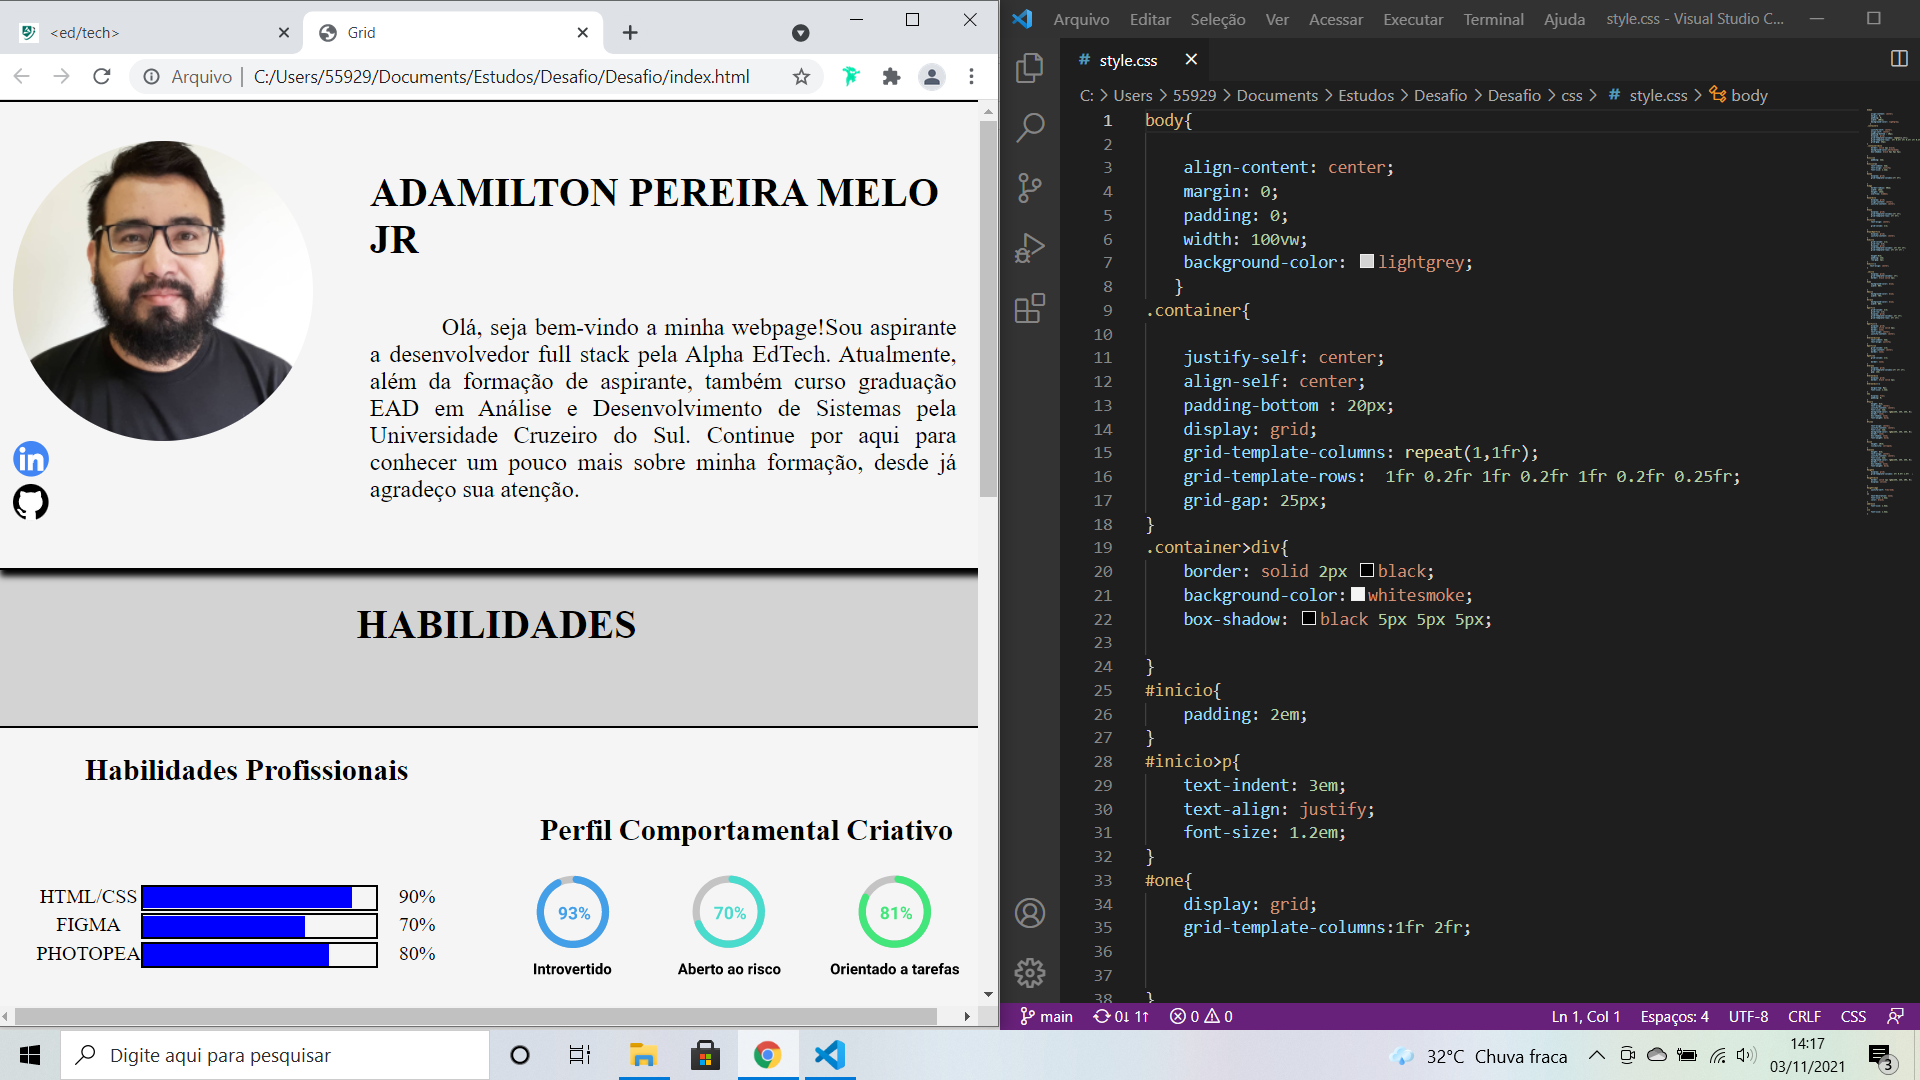 <ed/tech>
Grid
Arquivo | C:/Users/55929/Documents/Estudos/Desafio/Desafio/index.html
ADAMILTON PEREIRA MELO
JR
Olá, seja bem-vindo a minha webpage!Sou aspirante
a desenvolvedor full stack pela Alpha EdTech. Atualmente,
além da formação de aspirante, também curso graduação
EAD em Análise e Desenvolvimento de Sistemas pela
Universidade Cruzeiro do Sul. Continue por aqui para
conhecer um pouco mais sobre minha formação, desde já
agradeço sua atenção.
in
HABILIDADES
Habilidades Profissionais
HTML/CSS 90%
FIGMA 70%
PHOTOPEA 80%
Perfil Comportamental Criativo
93% 70% 81%
Introvertido Aberto ao risco Orientado a tarefas
Arquivo Editar Seleção Ver Acessar Executar Terminal Ajuda style.css - Visual Studio C...
# style.css
C: > Users > 55929 > Documents > Estudos > Desafio > Desafio > css > # style.css > body
1 body{
2
3 align-content: center;
4 margin: 0;
5 padding: 0;
6 width: 100vw;
7 background-color: lightgrey;
8 }
9 .container{
10
11 justify-self: center;
12 align-self: center;
13 padding-bottom : 20px;
14 display: grid;
15 grid-template-columns: repeat(1,1fr);
16 grid-template-rows:  1fr 0.2fr 1fr 0.2fr 1fr 0.2fr 0.25fr;
17 grid-gap: 25px;
18 }
19 .container>div{
20 border: solid 2px black;
21 background-color: whitesmoke;
22 box-shadow: black 5px 5px 5px;
23
24 }
25 #inicio{
26 padding: 2em;
27 }
28 #inicio>p{
29 text-indent: 3em;
30 text-align: justify;
31 font-size: 1.2em;
32 }
33 #one{
34 display: grid;
35 grid-template-columns:1fr 2fr;
36
37
38 }
main 0↓ 1↑ 0 0 Ln 1, Col 1 Espaços: 4 UTF-8 CRLF CSS
Digite aqui para pesquisar
32°C Chuva fraca
14:17
03/11/2021
3